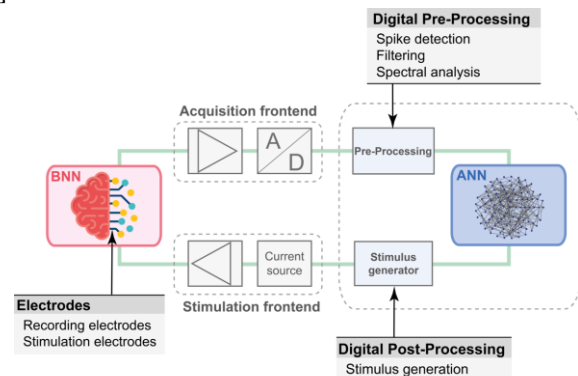 Digital Pre-Processing
Spike detection
Filtering
Spectral analysis
Acquisition frontend
A
D
Pre-Processing
BNN
ANN
Current
source
Stimulus
generator
Stimulation frontend
Electrodes
Recording electrodes
Stimulation electrodes
Digital Post-Processing
Stimulus generation